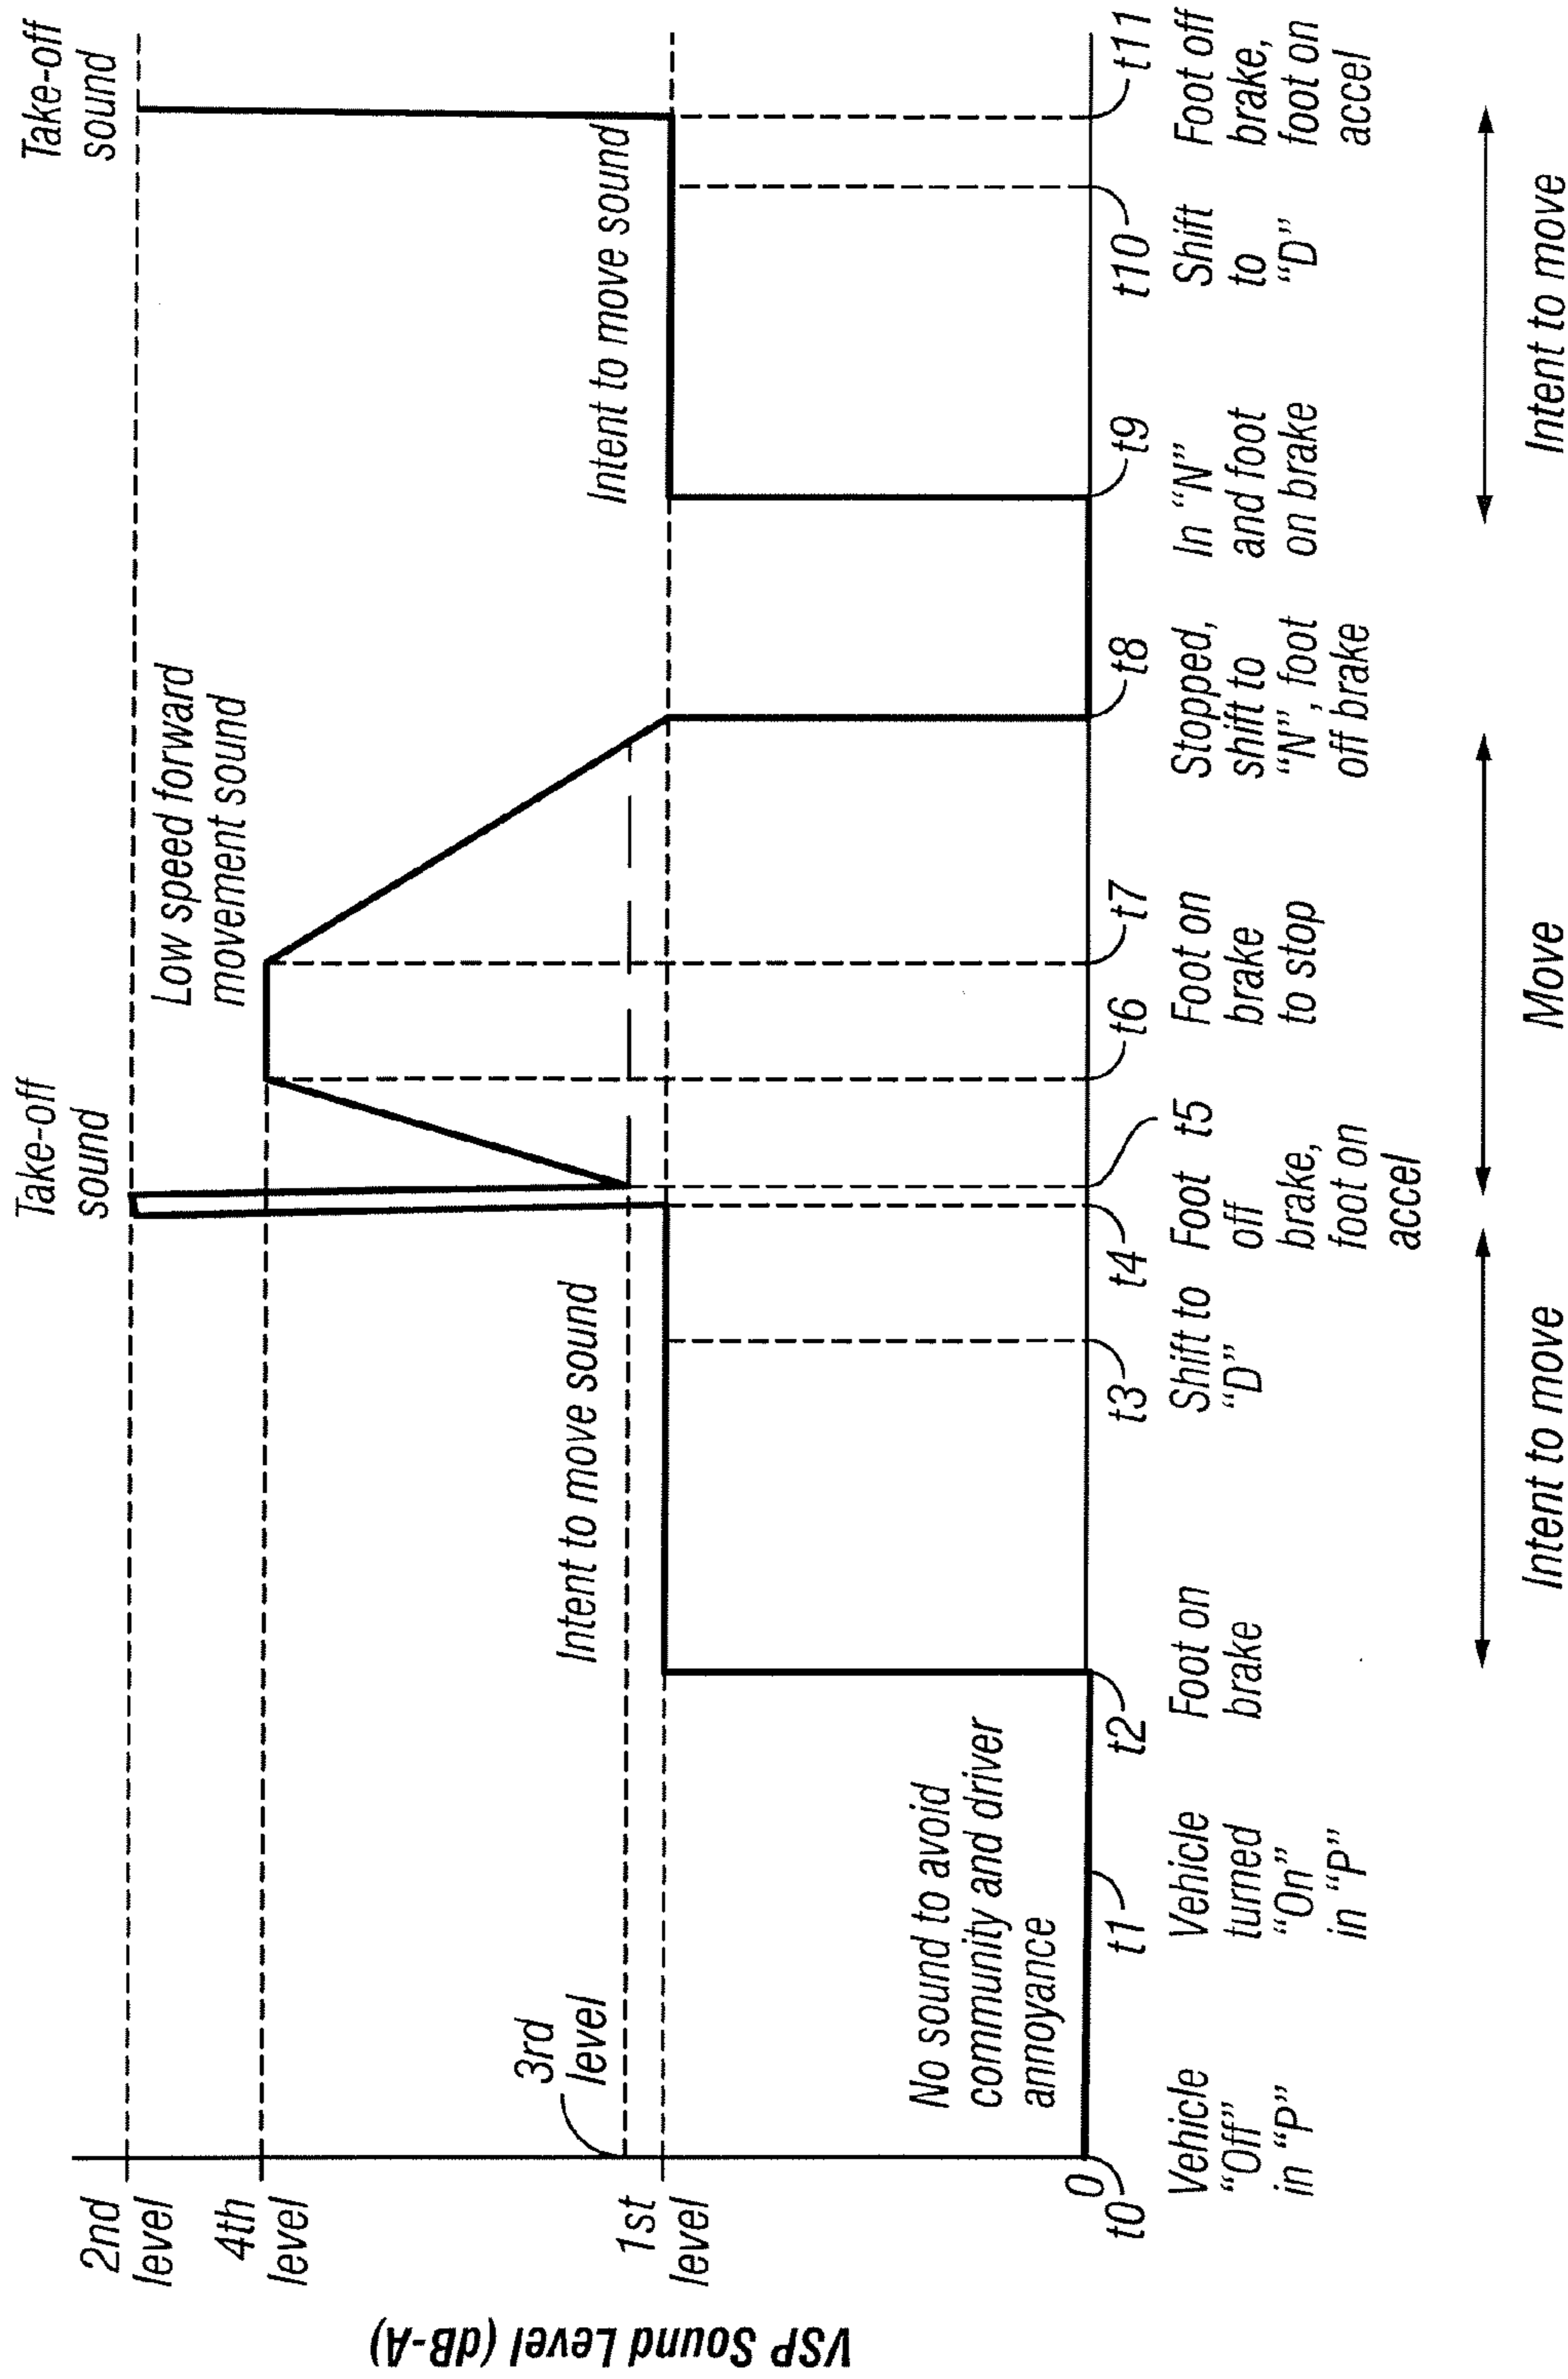 VSP Sound Level (dB-A)
2nd
level
4th
level
3rd
level
1st
level
0
Take-off
sound
Low speed forward
movement sound
Take-off
sound
Intent to move sound
Intent to move sound
No sound to avoid
community and driver
annoyance
t0
t1
t2
t3
t4
t5
t6
t7
t8
t9
t10
t11
Vehicle
“Off”
in “P”
Vehicle
turned
“On”
in “P”
Foot on
brake
Shift to
“D”
Foot
off
brake,
foot on
accel
Foot on
brake
to stop
Stopped,
shift to
“N”, foot
off brake
In “N”
and foot
on brake
Shift
to
“D”
Foot off
brake,
foot on
accel
Intent to move
Move
Intent to move